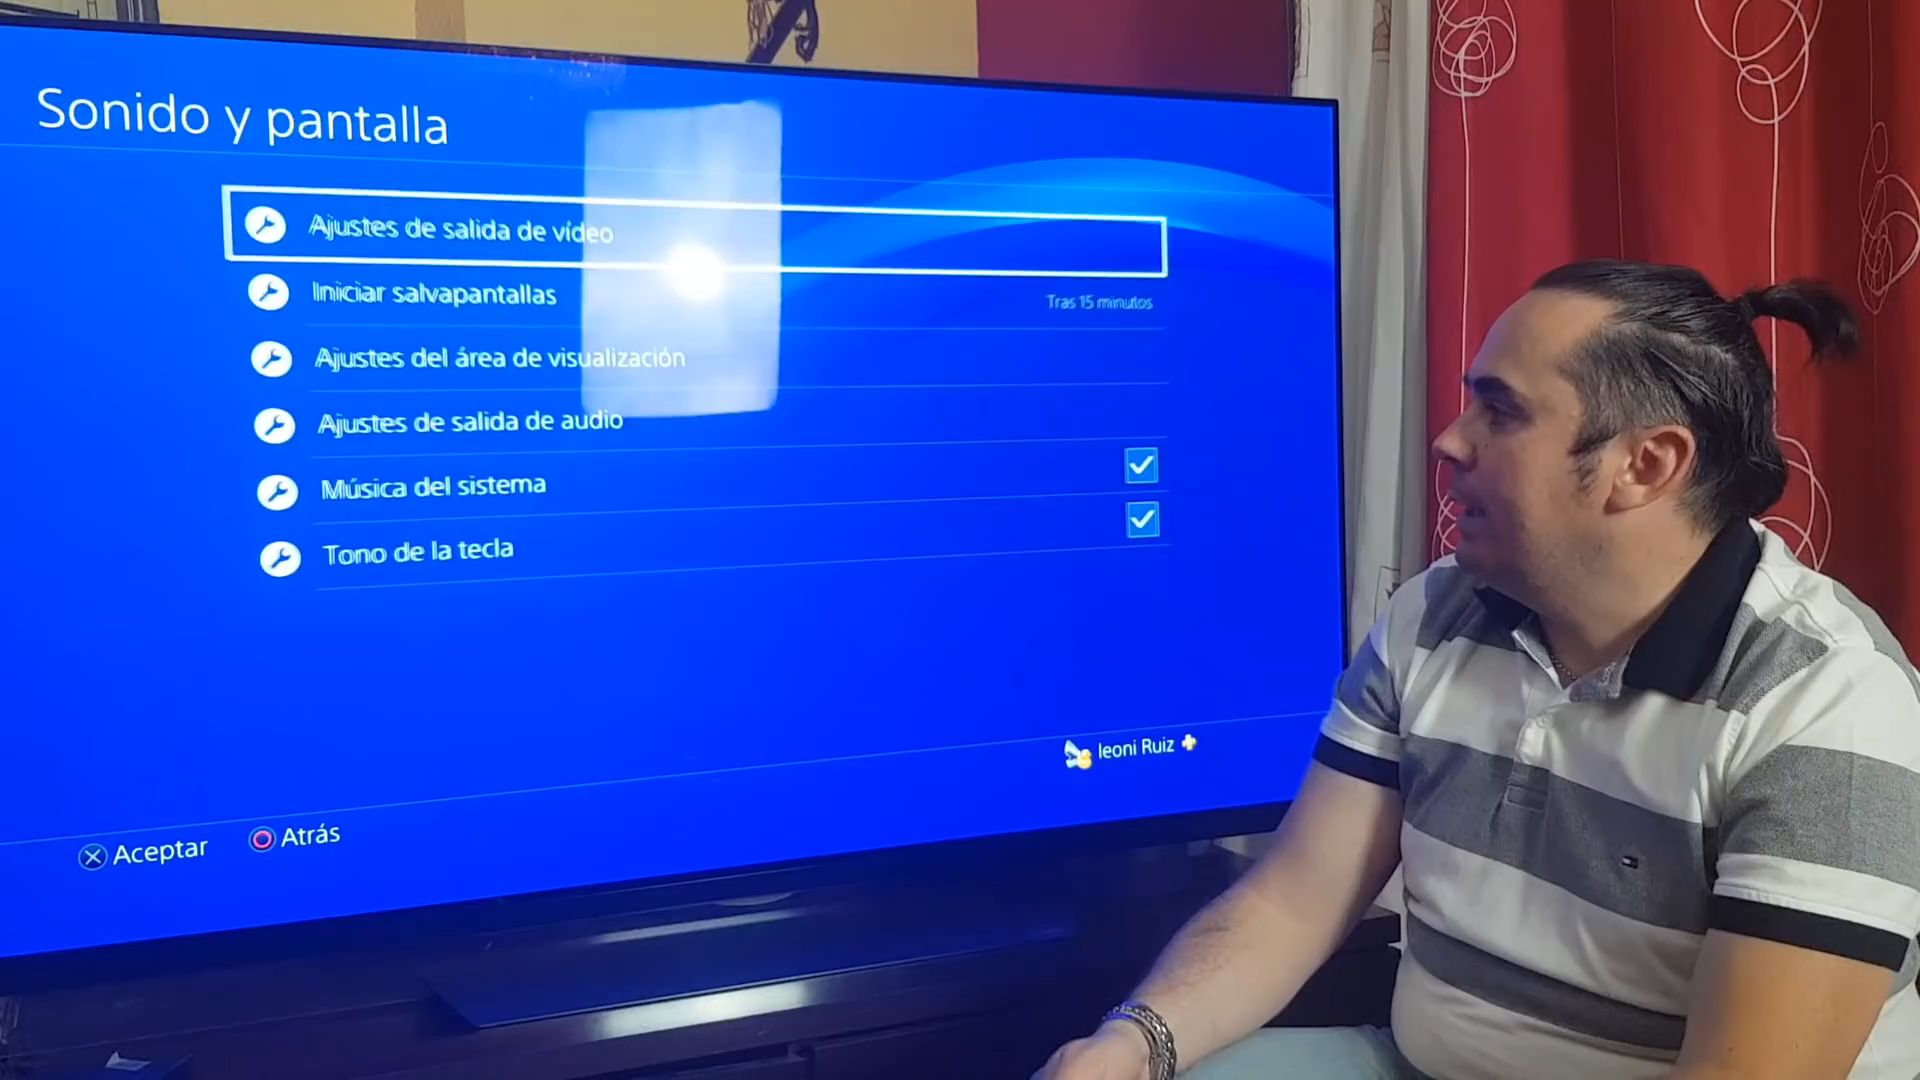 Sonido y pantalla
Ajustes de salida de vídeo
Iniciar salvapantallas
Tras 15 minutos
Ajustes del área de visualización
Ajustes de salida de audio
Música del sistema
Tono de la tecla
leoni Ruiz
Aceptar
Atrás